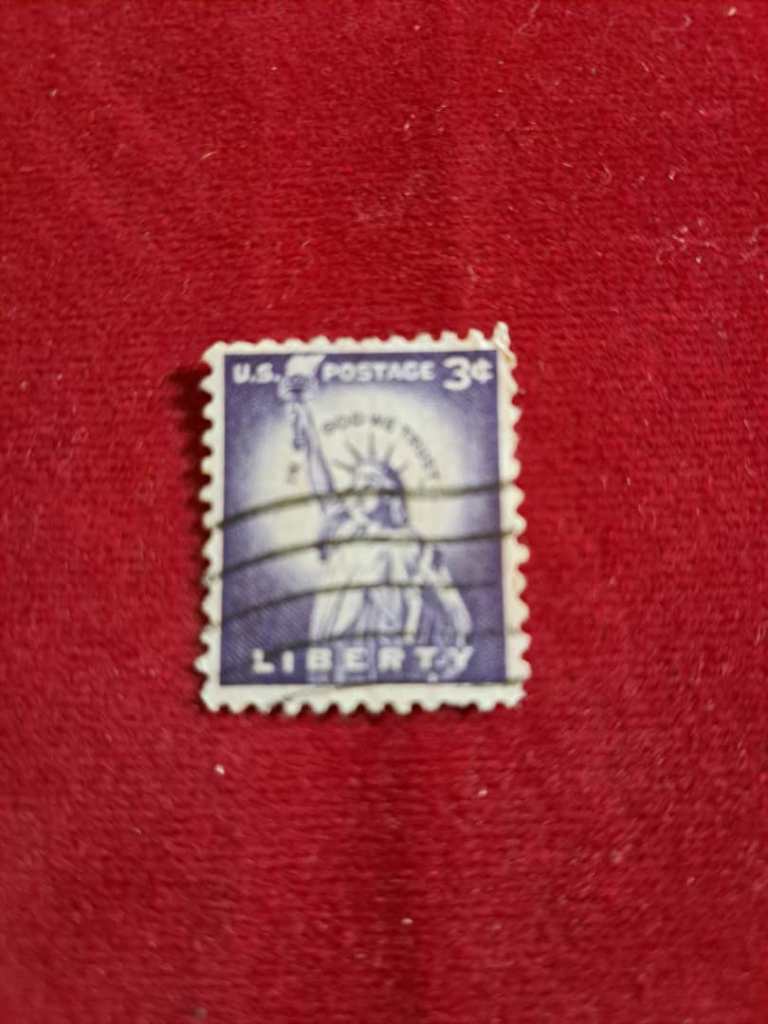 U.S. POSTAGE 3¢
IN GOD WE TRUST
LIBERTY